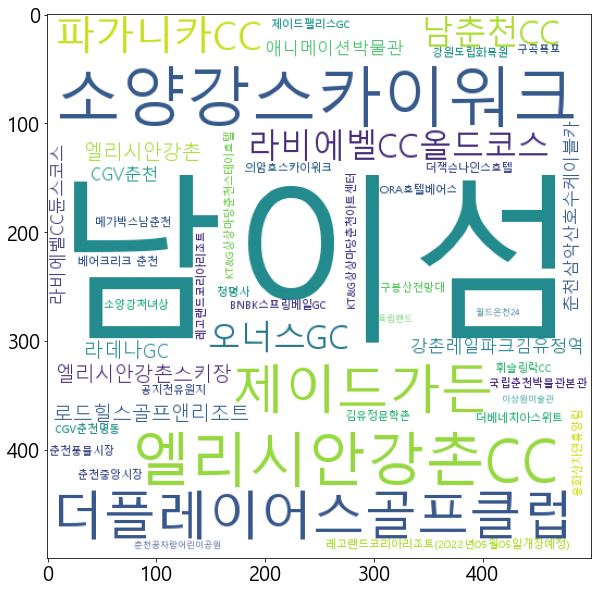 파가니카CC
제이드팰리스GC
애니메이션박물관
남춘천CC
강원도립화목원
구곡폭포
소양강스카이워크
엘리시안강촌
CGV춘천
KT&G상상마당춘천스테이호텔
라비에벨CC올드코스
의암호스카이워크
더잭슨나인스호텔
ORA호텔베어스
춘천삼악산호수케이블카
라비에벨CC듄스코스
메가박스남춘천
베어크리크 춘천
남이섬
레고랜드코리아리조트
청평사
BNBK스프링베일GC
KT&G상상마당춘천아트센터
구봉산전망대
소양강처녀상
월드온천24
육림랜드
라데나GC
오너스GC
강촌레일파크김유정역
엘리시안강촌스키장
공지천유원지
제이드가든
휘슬링락CC
국립춘천박물관본관
이상원미술관
로드힐스골프앤리조트
김유정문학촌
더베네치아스위트
CGV춘천명동
춘천풍물시장
춘천중앙시장
엘리시안강촌CC
용화산자연휴양림
더플레이어스골프클럽
춘천공자람어린이공원
레고랜드코리아리조트(2022년05월05일개장예정)
0
100
200
300
400
0
100
200
300
400